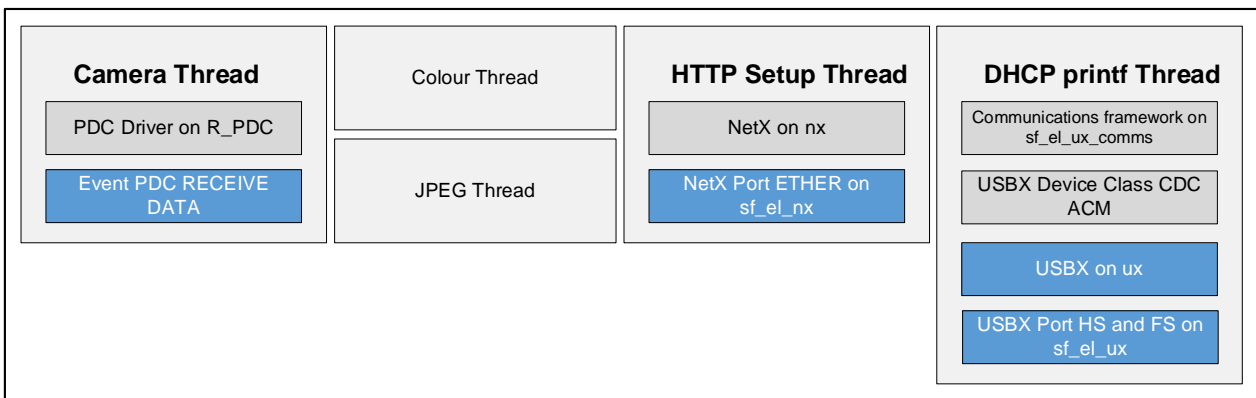 Camera Thread
PDC Driver on R_PDC
Event PDC RECEIVE
DATA
Colour Thread
JPEG Thread
HTTP Setup Thread
NetX on nx
NetX Port ETHER on
sf_el_nx
DHCP printf Thread
Communications framework on
sf_el_ux_comms
USBX Device Class CDC
ACM
USBX on ux
USBX Port HS and FS on
sf_el_ux